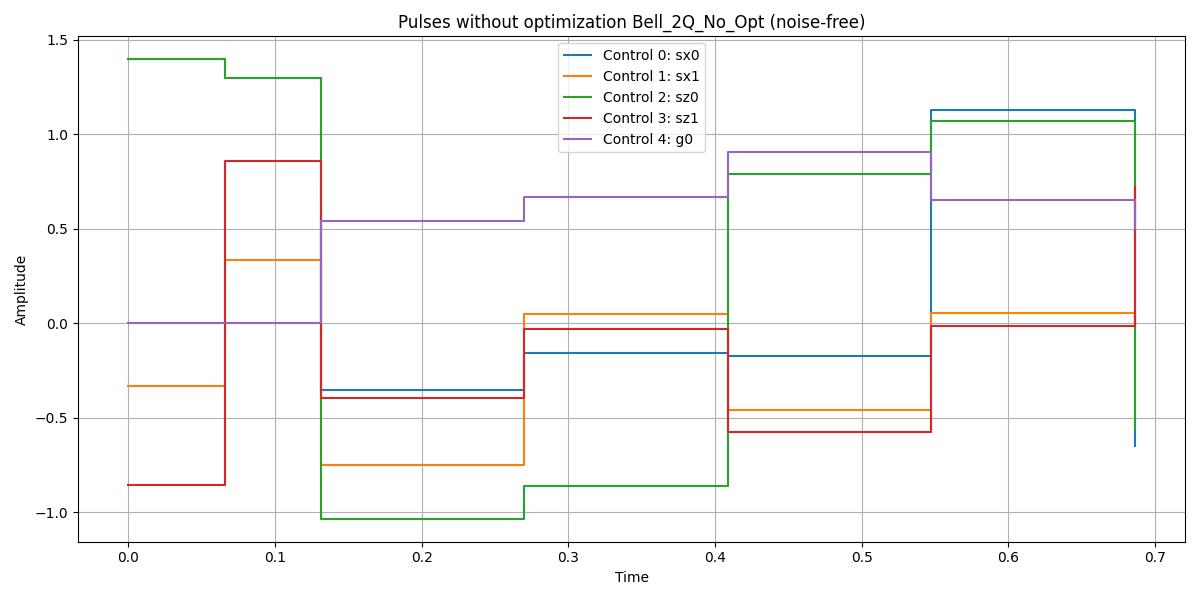 Pulses without optimization Bell_2Q_No_Opt (noise-free)
Control 0: sx0
Control 1: sx1
Control 2: sz0
Control 3: sz1
Control 4: g0
1.5
1.0
0.5
0.0
−0.5
−1.0
Amplitude
0.0 0.1 0.2 0.3 0.4 0.5 0.6 0.7
Time